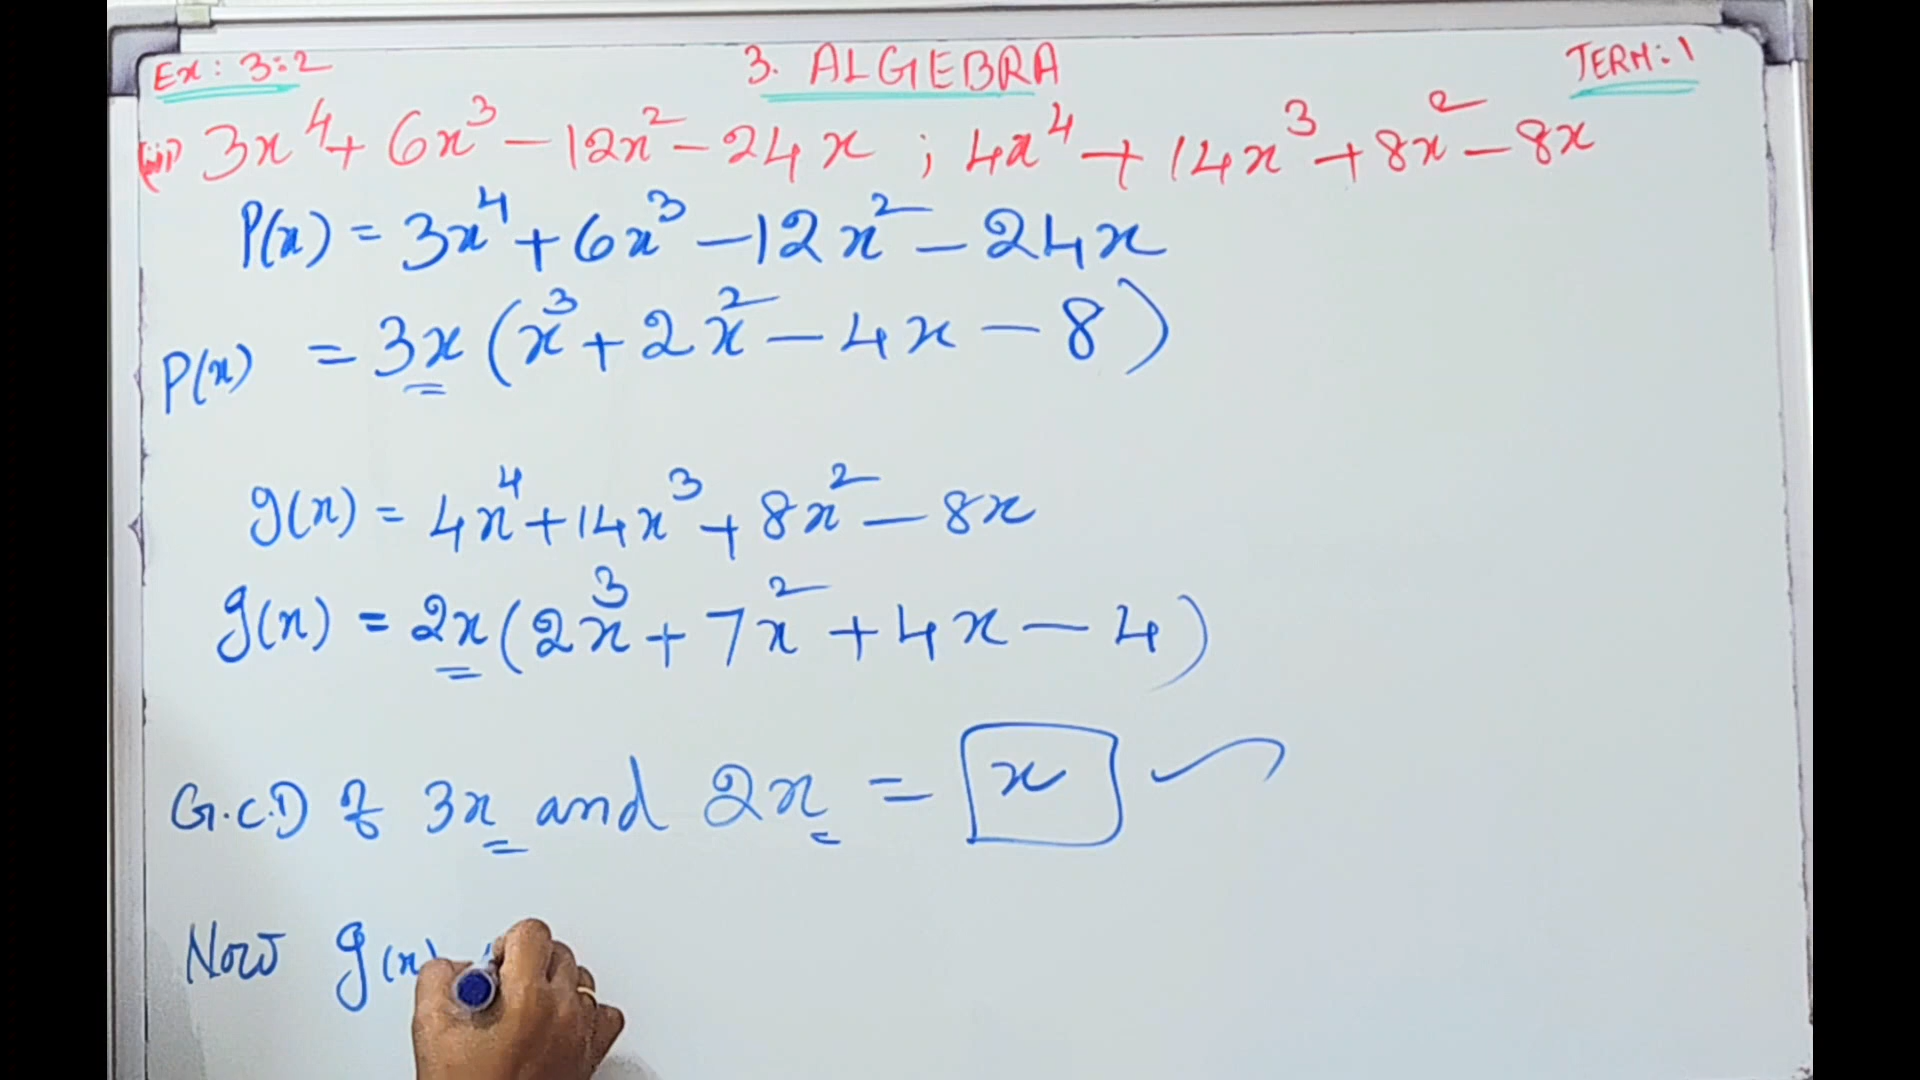 Ex: 3:2 3. ALGEBRA TERM: 1
(iii) 3x⁴ + 6x³ - 12x² - 24x ; 4x⁴ + 14x³ + 8x² - 8x
P(x) = 3x⁴ + 6x³ - 12x² - 24x
P(x) = 3x (x³ + 2x² - 4x - 8)
g(x) = 4x⁴ + 14x³ + 8x² - 8x
g(x) = 2x (2x³ + 7x² + 4x - 4)
G.C.D of 3x and 2x = x
Now g(x)